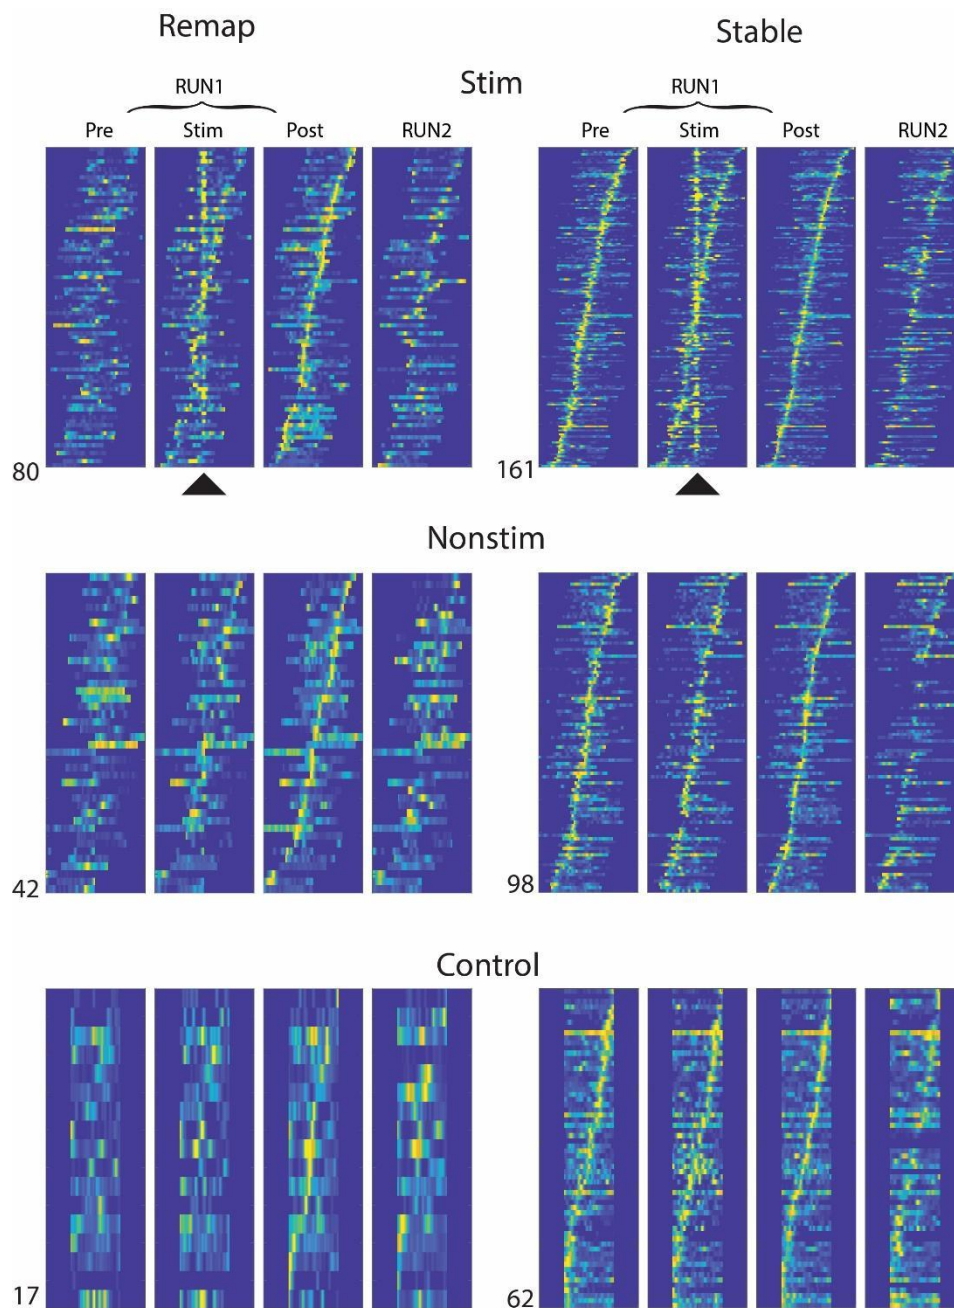 Remap
Stable
Stim
RUN1
RUN1
Pre Stim Post RUN2
Pre Stim Post RUN2
80
161
Nonstim
42
98
Control
17
62